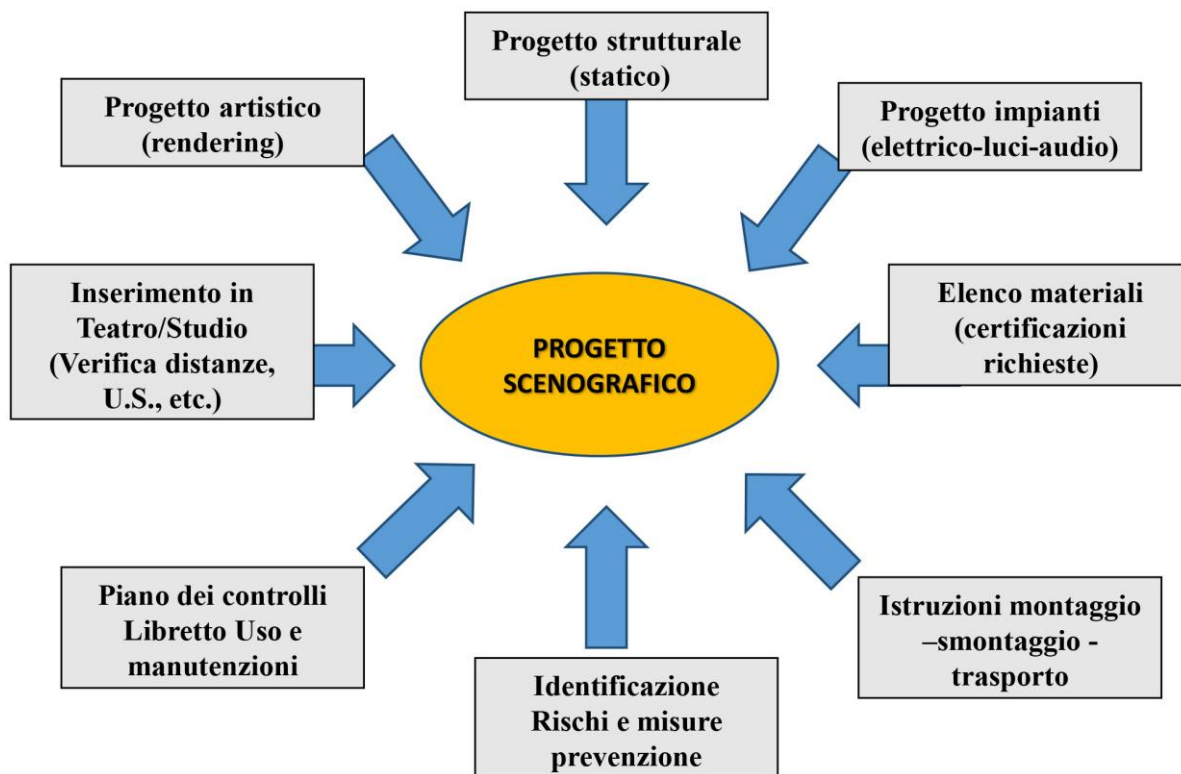 Progetto strutturale
(statico)
Progetto artistico
(rendering)
Progetto impianti
(elettrico-luci-audio)
Inserimento in
Teatro/Studio
(Verifica distanze,
U.S., etc.)
PROGETTO
SCENOGRAFICO
Elenco materiali
(certificazioni
richieste)
Piano dei controlli
Libretto Uso e
manutenzioni
Identificazione
Rischi e misure
prevenzione
Istruzioni montaggio
–smontaggio -
trasporto